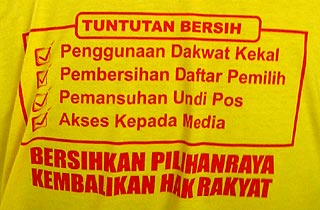 TUNTUTAN BERSIH
Penggunaan Dakwat Kekal
Pembersihan Daftar Pemilih
Pemansuhan Undi Pos
Akses Kepada Media
BERSIHKAN PILIHANRAYA
KEMBALIKAN HAK RAKYAT